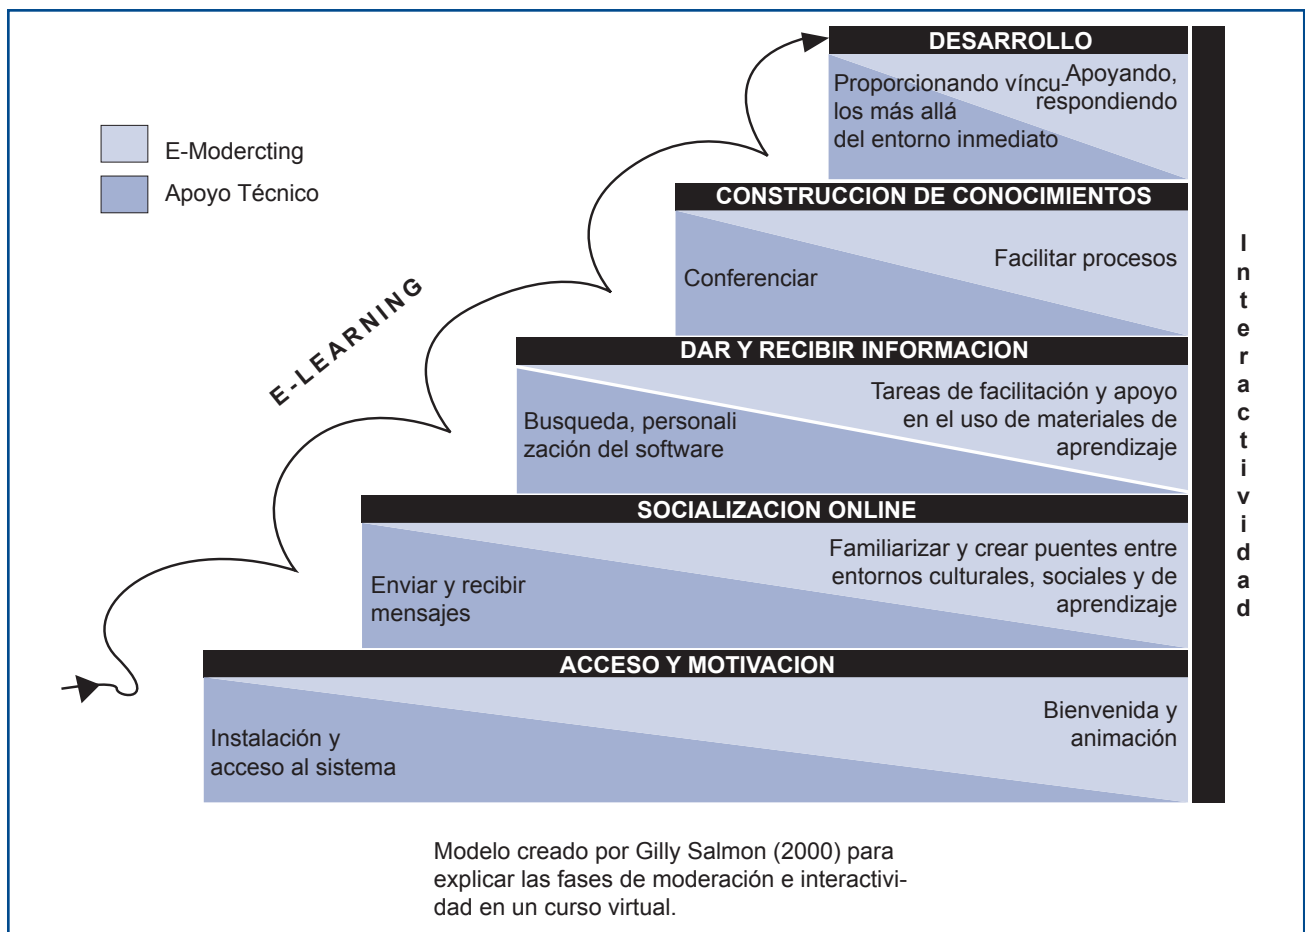 DESARROLLO
Proporcionando víncu-
los más allá
del entorno inmediato
Apoyando,
respondiendo
E-Modercting
Apoyo Técnico
CONSTRUCCION DE CONOCIMIENTOS
Conferenciar
Facilitar procesos
E-LEARNING
DAR Y RECIBIR INFORMACION
Busqueda, personali
zación del software
Tareas de facilitación y apoyo
en el uso de materiales de
aprendizaje
SOCIALIZACION ONLINE
Enviar y recibir
mensajes
Familiarizar y crear puentes entre
entornos culturales, sociales y de
aprendizaje
ACCESO Y MOTIVACION
Instalación y
acceso al sistema
Bienvenida y
animación
Interactividad
Modelo creado por Gilly Salmon (2000) para
explicar las fases de moderación e interactivi-
dad en un curso virtual.